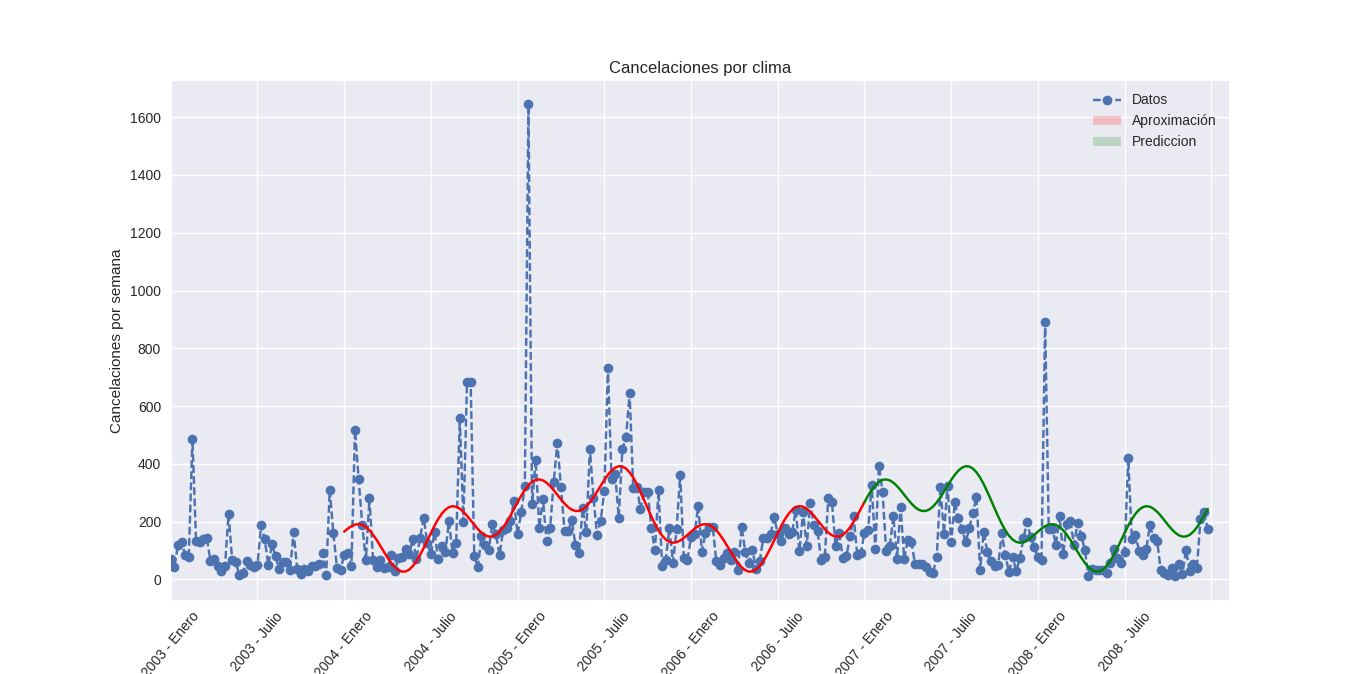 Cancelaciones por clima
Datos
Aproximación
Prediccion
Cancelaciones por semana
1600
1400
1200
1000
800
600
400
200
0
2003 - Enero
2003 - Julio
2004 - Enero
2004 - Julio
2005 - Enero
2005 - Julio
2006 - Enero
2006 - Julio
2007 - Enero
2007 - Julio
2008 - Enero
2008 - Julio